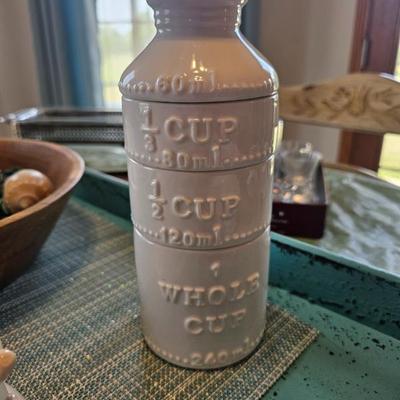 ....60ml....
1/3 CUP
....80ml....
1/2 CUP
....120ml....
1
WHOLE
CUP
....240ml....